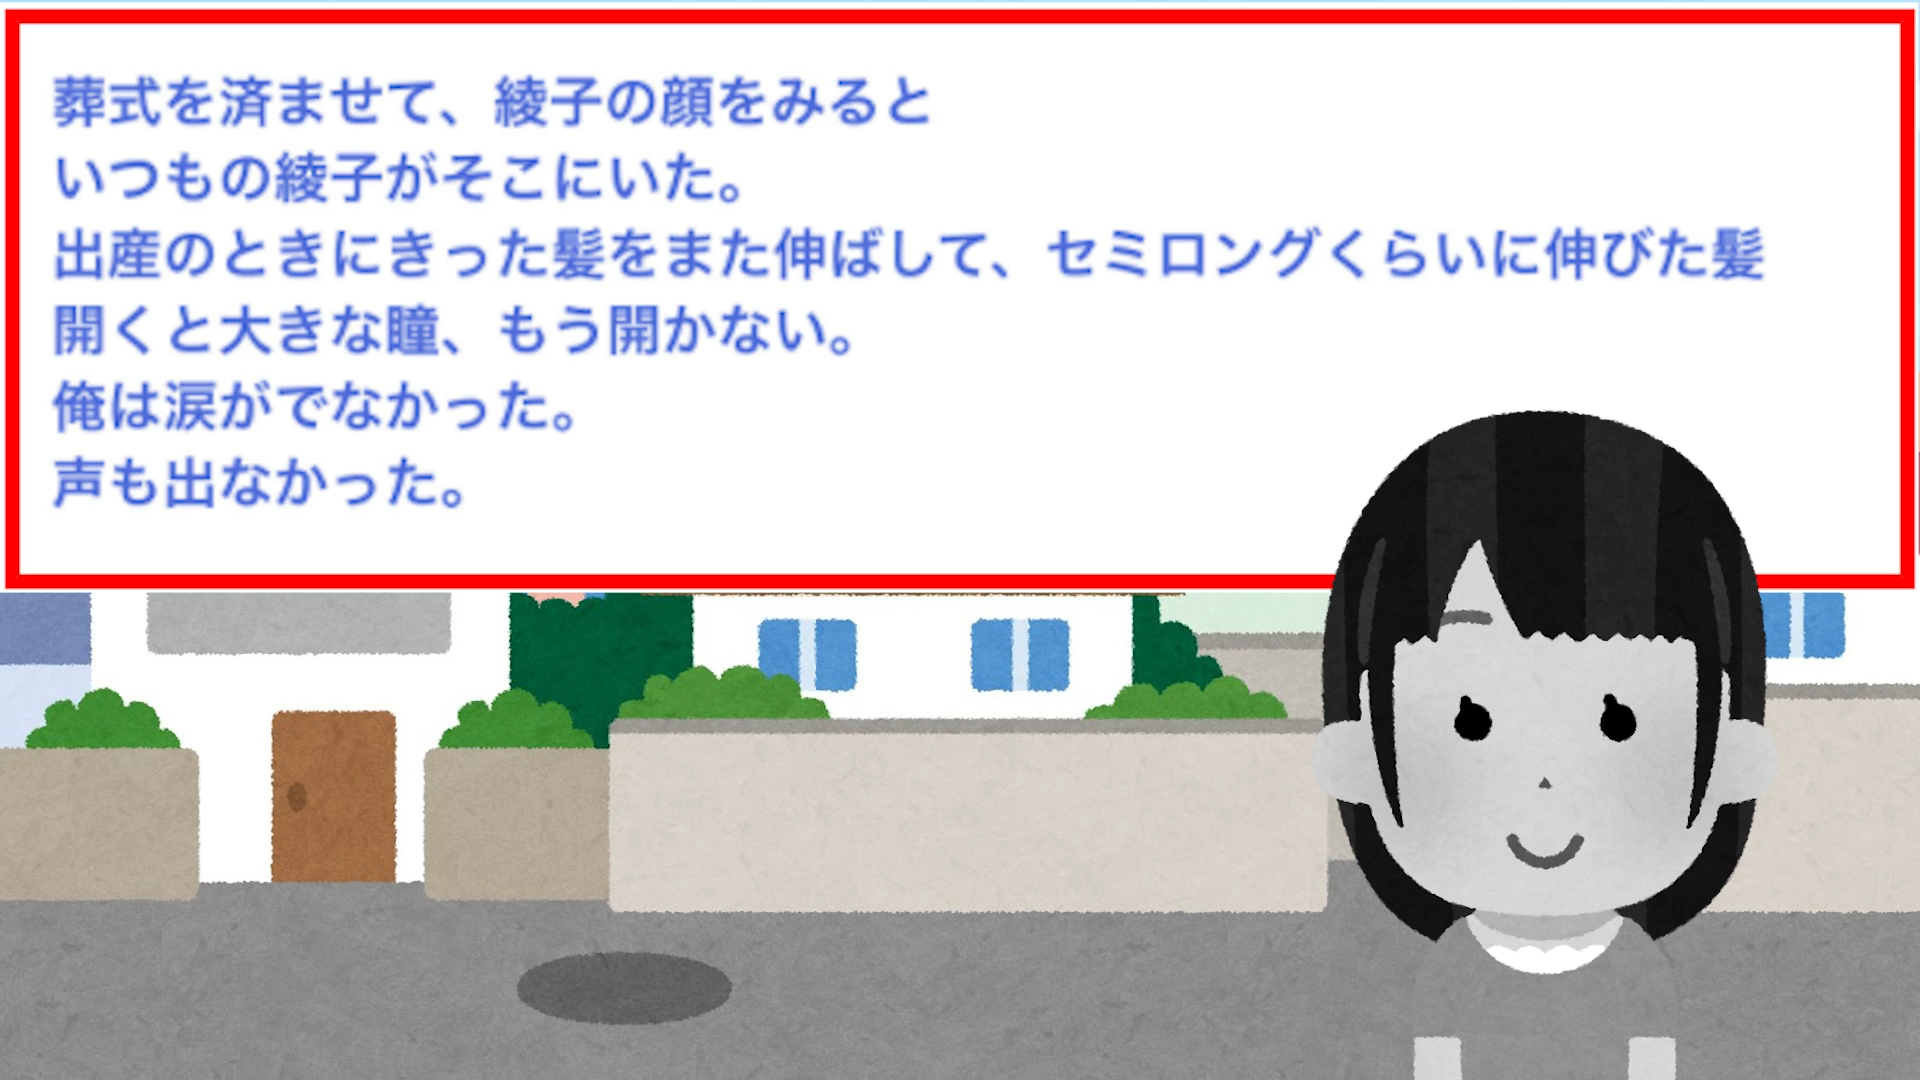 葬式を済ませて、綾子の顔をみると
いつもの綾子がそこにいた。
出産のときにきった髪をまた伸ばして、セミロングくらいに伸びた髪
開くと大きな瞳、もう開かない。
俺は涙がでなかった。
声も出なかった。